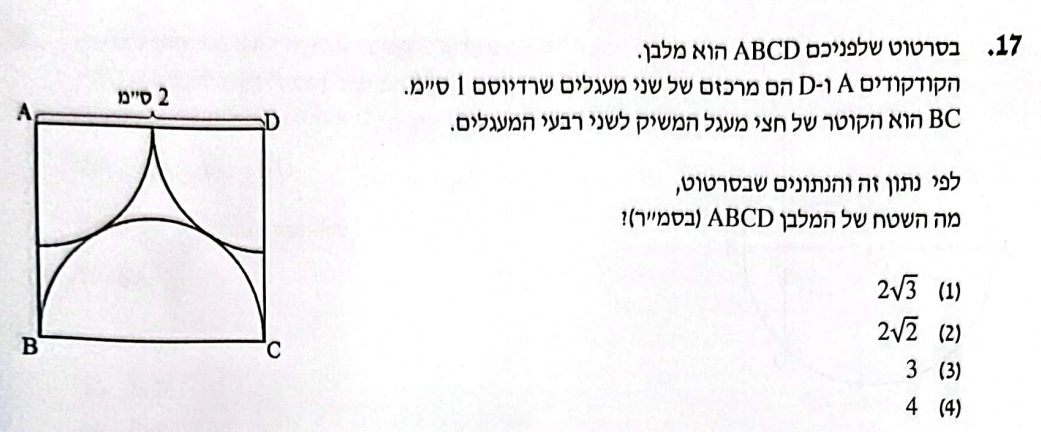 17. בסרטוט שלפניכם ABCD הוא מלבן.
הקודקודים A ו-D הם מרכזם של שני מעגלים שרדיוסם 1 ס״מ.
BC הוא הקוטר של חצי מעגל המשיק לשני רבעי המעגלים.
לפי נתון זה והנתונים שבסרטוט,
מה השטח של המלבן ABCD (בסמ״ר)?
(1) 2√3
(2) 2√2
(3) 3
(4) 4
2 ס״מ
A
D
B
C